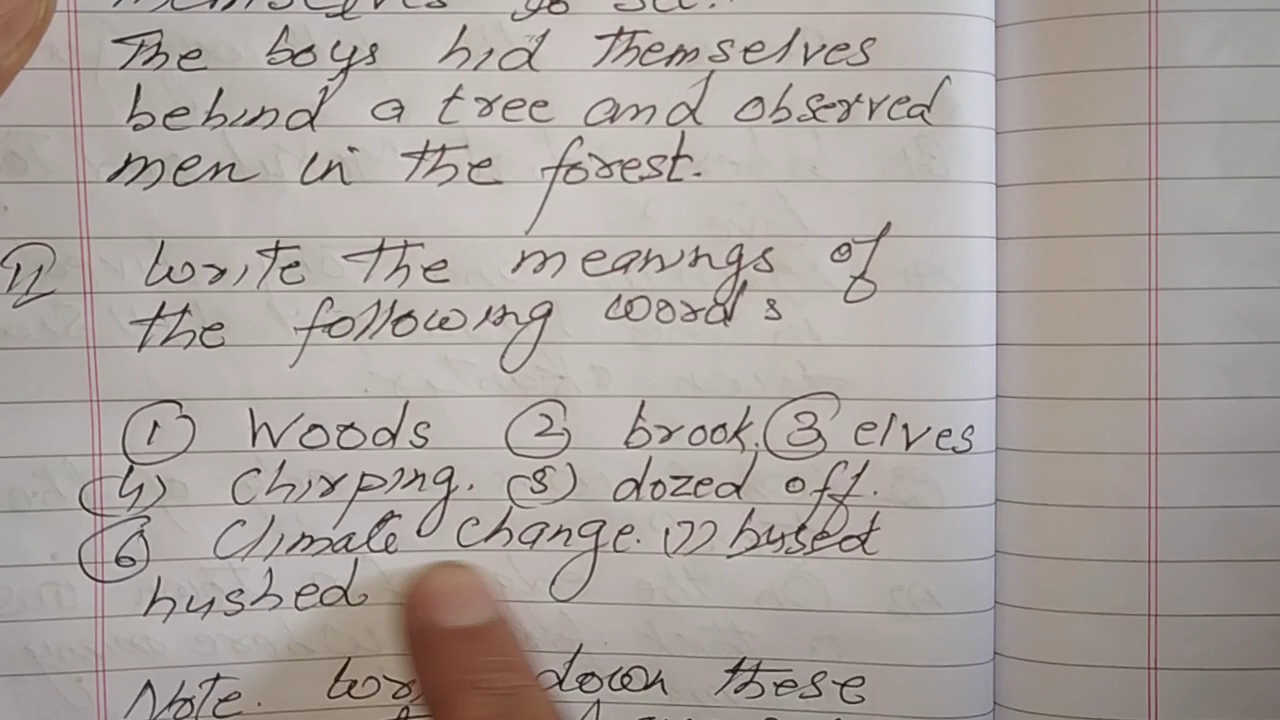 The boys hid themselves
behind a tree and observed
men in the forest.
II write the meanings of
the following words
① Woods ② brook. ③ elves
(4) Chirping. (5) dozed off.
⑥ Climate change. (7)
hushed
Note. down these